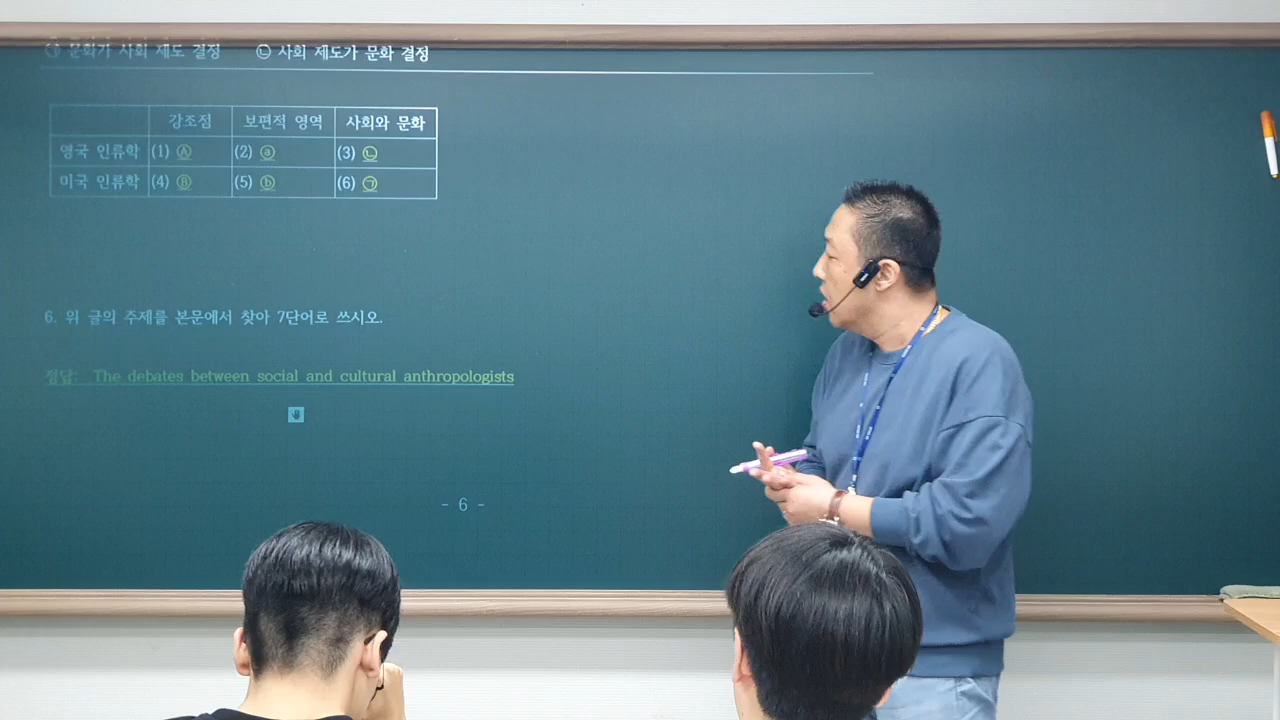 ㉠ 문화가 사회 제도 결정 ㉡ 사회 제도가 문화 결정
강조점 보편적 영역 사회와 문화
영국 인류학 (1) Ⓐ (2) ⓐ (3) ㉡
미국 인류학 (4) Ⓑ (5) ⓑ (6) ㉠
6. 위 글의 주제를 본문에서 찾아 7단어로 쓰시오.
정답: The debates between social and cultural anthropologists
- 6 -